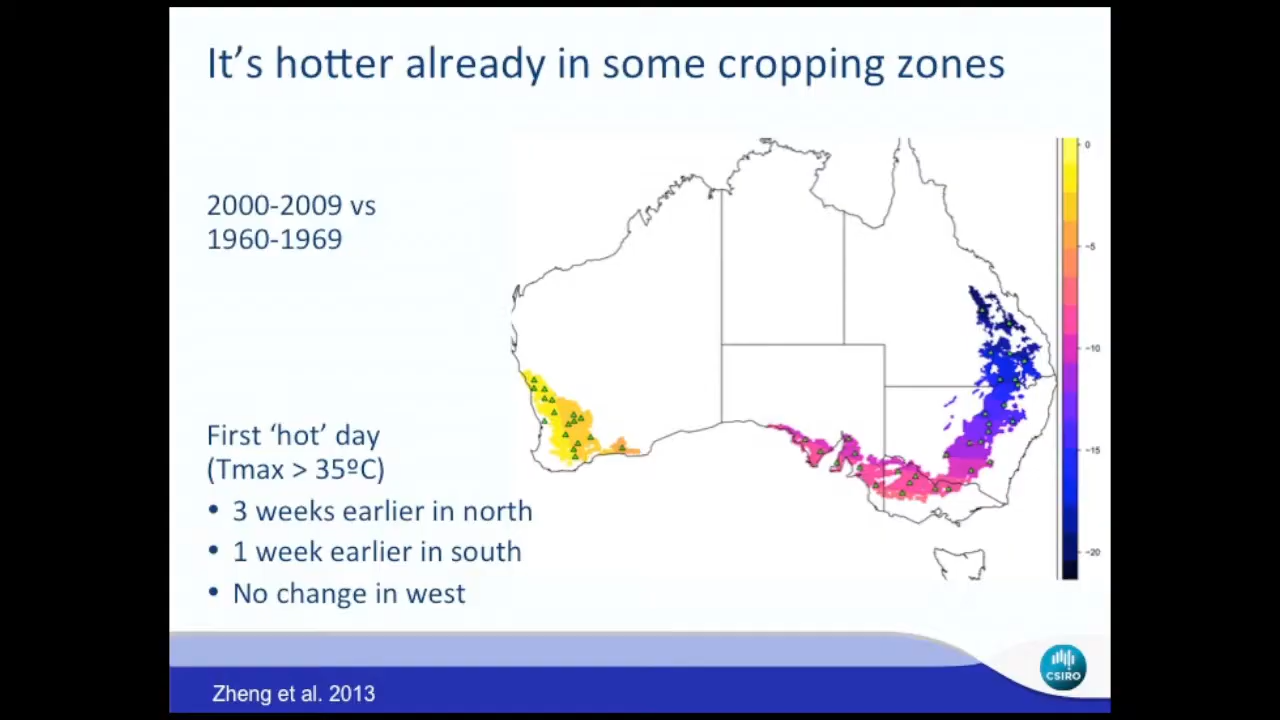 It's hotter already in some cropping zones
2000-2009 vs
1960-1969
First 'hot' day
(Tmax > 35ºC)
• 3 weeks earlier in north
• 1 week earlier in south
• No change in west
0
−5
−10
−15
−20
Zheng et al. 2013
CSIRO